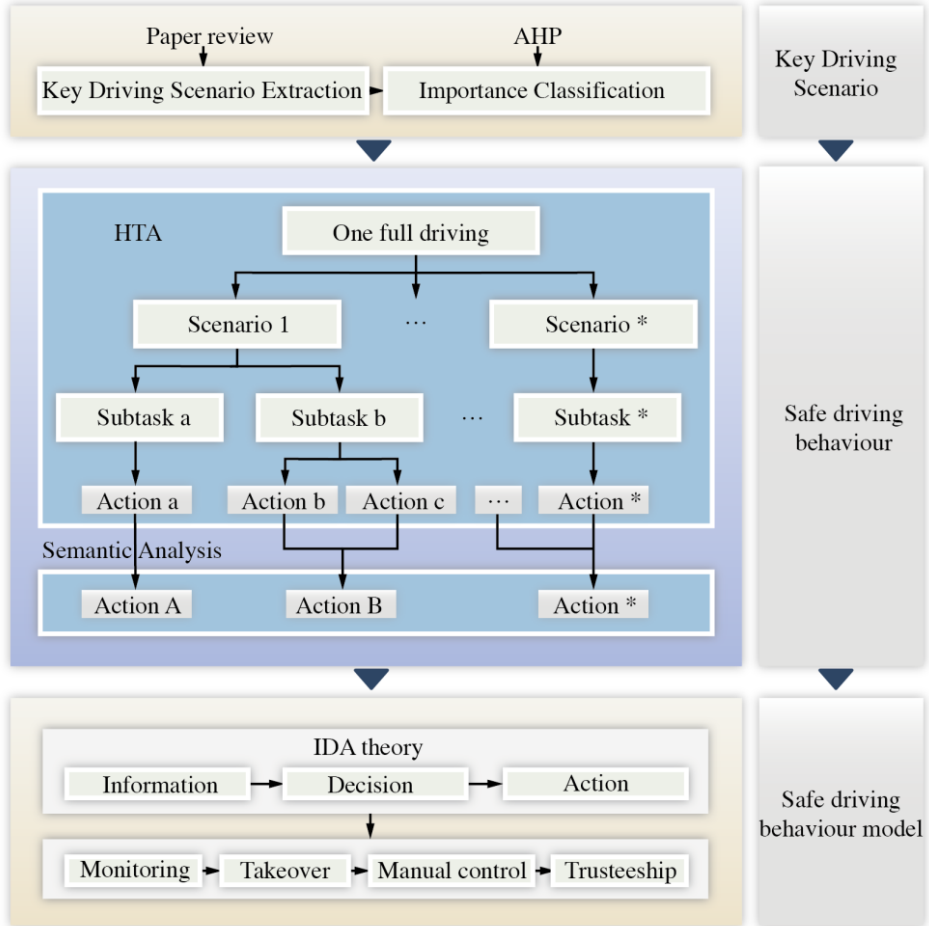 Paper review
AHP
Key Driving Scenario Extraction
Importance Classification
Key Driving
Scenario
HTA
One full driving
Scenario 1
...
Scenario *
Subtask a
Subtask b
...
Subtask *
Action a
Action b
Action c
...
Action *
Semantic Analysis
Action A
Action B
Action *
Safe driving
behaviour
IDA theory
Information
Decision
Action
Monitoring
Takeover
Manual control
Trusteeship
Safe driving
behaviour model